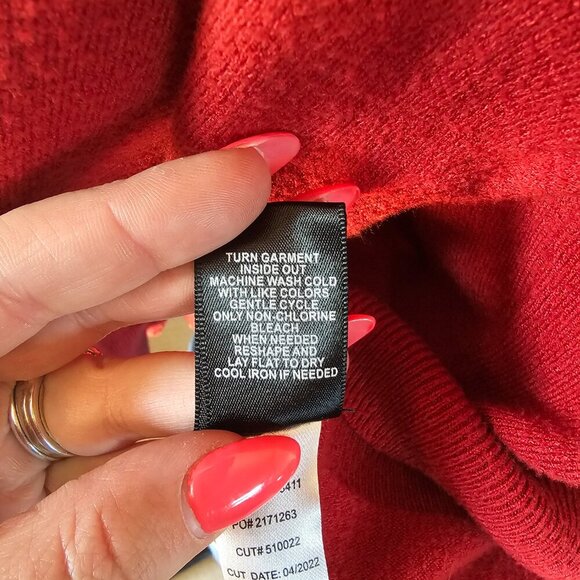 TURN GARMENT
INSIDE OUT
MACHINE WASH COLD
WITH LIKE COLORS
GENTLE CYCLE
ONLY NON-CHLORINE
BLEACH
WHEN NEEDED
RESHAPE AND
LAY FLAT TO DRY
COOL IRON IF NEEDED
5411
PO# 2171263
CUT# 510022
CUT DATE: 04/2022